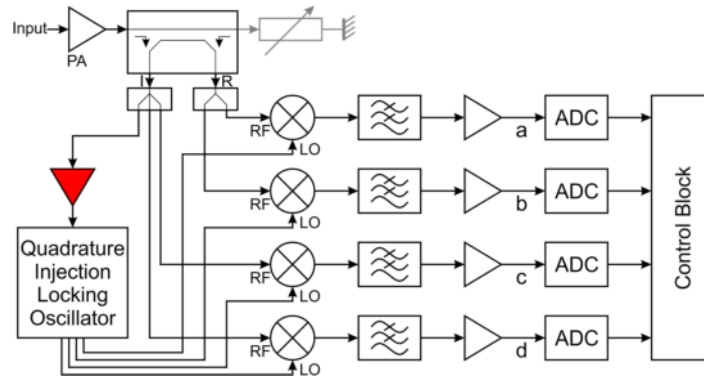 Input
PA
I
R
RF
LO
a
ADC
RF
LO
b
ADC
Quadrature
Injection
Locking
Oscillator
RF
LO
c
ADC
RF
LO
d
ADC
Control Block